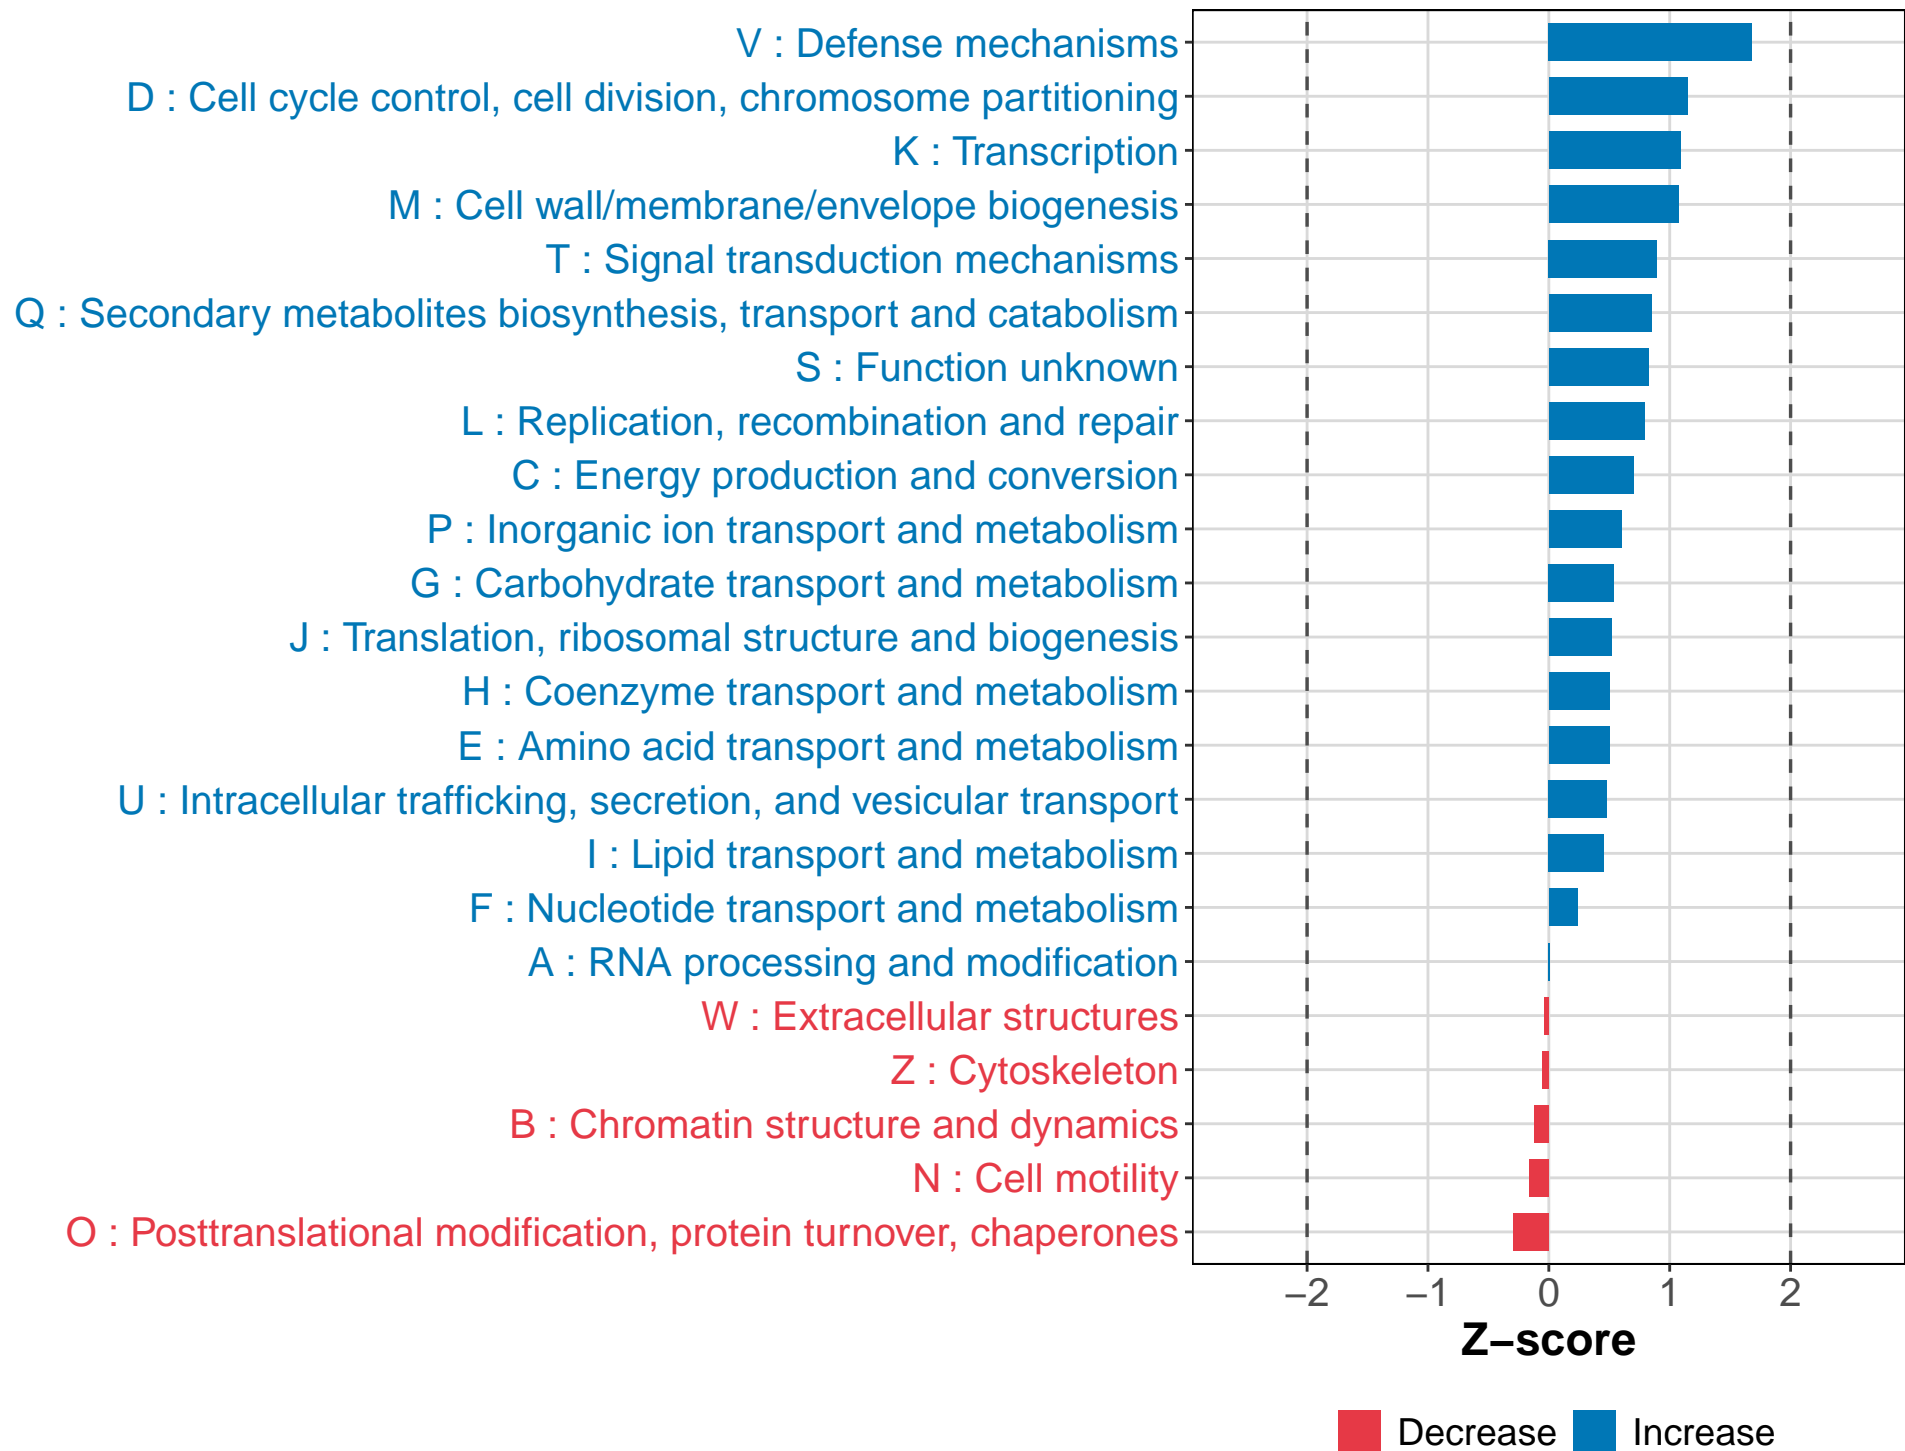 V : Defense mechanisms
D : Cell cycle control, cell division, chromosome partitioning
K : Transcription
M : Cell wall/membrane/envelope biogenesis
T : Signal transduction mechanisms
Q : Secondary metabolites biosynthesis, transport and catabolism
S : Function unknown
L : Replication, recombination and repair
C : Energy production and conversion
P : Inorganic ion transport and metabolism
G : Carbohydrate transport and metabolism
J : Translation, ribosomal structure and biogenesis
H : Coenzyme transport and metabolism
E : Amino acid transport and metabolism
U : Intracellular trafficking, secretion, and vesicular transport
I : Lipid transport and metabolism
F : Nucleotide transport and metabolism
A : RNA processing and modification
W : Extracellular structures
Z : Cytoskeleton
B : Chromatin structure and dynamics
N : Cell motility
O : Posttranslational modification, protein turnover, chaperones
−2 −1 0 1 2
Z−score
Decrease Increase